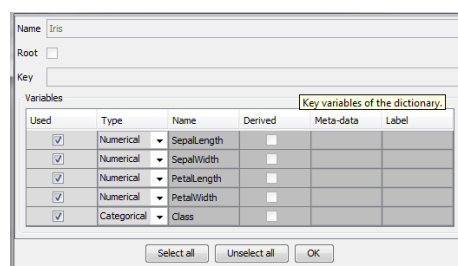 Name Iris
Root
Key
Variables
Key variables of the dictionary.
Used Type Name Derived Meta-data Label
Numerical SepalLength
Numerical SepalWidth
Numerical PetalLength
Numerical PetalWidth
Categorical Class
Select all Unselect all OK